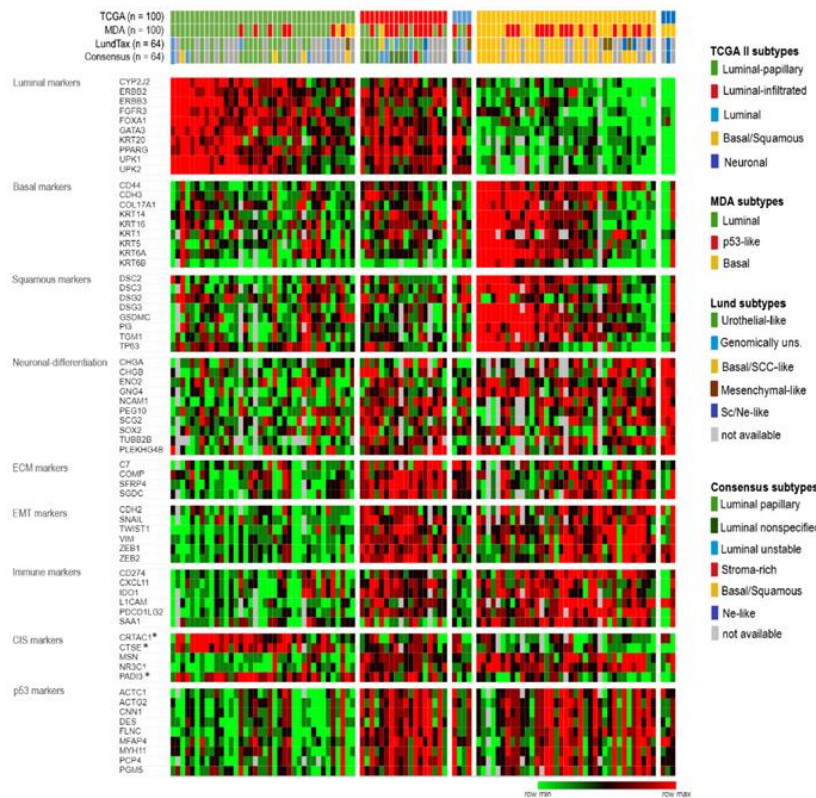 TCGA (n = 100)
MDA (n = 100)
LundTax (n = 64)
Consensus (n = 64)
Luminal markers
CYP2J2
ERBB2
ERBB3
FGFR3
FOXA1
GATA3
KRT20
PPARG
UPK1
UPK2
Basal markers
CD44
CDH3
COL17A1
KRT14
KRT16
KRT1
KRT5
KRT6A
KRT6B
Squamous markers
DSC2
DSC3
DSG2
DSG3
GSDMC
PI3
TGM1
TP63
Neuronal-differentiation
CHGA
CHGB
ENO2
GNG4
NCAM1
PEG10
SCG2
SOX2
TUBB2B
PLEKHG4B
ECM markers
C7
COMP
SFRP4
SGDC
EMT markers
CDH2
SNAIL
TWIST1
VIM
ZEB1
ZEB2
Immune markers
CD274
CXCL11
IDO1
L1CAM
PDCD1LG2
SAA1
CIS markers
CRTAC1*
CTSE *
MSN
NR3C1
PADI3*
p53 markers
ACTC1
ACTG2
CNN1
DES
FLNC
MFAP4
MYH11
PCP4
PGM5
row min row max
TCGA II subtypes
Luminal-papillary
Luminal-infiltrated
Luminal
Basal/Squamous
Neuronal
MDA subtypes
Luminal
p53-like
Basal
Lund subtypes
Urothelial-like
Genomically uns.
Basal/SCC-like
Mesenchymal-like
Sc/Ne-like
not available
Consensus subtypes
Luminal papillary
Luminal nonspecified
Luminal unstable
Stroma-rich
Basal/Squamous
Ne-like
not available